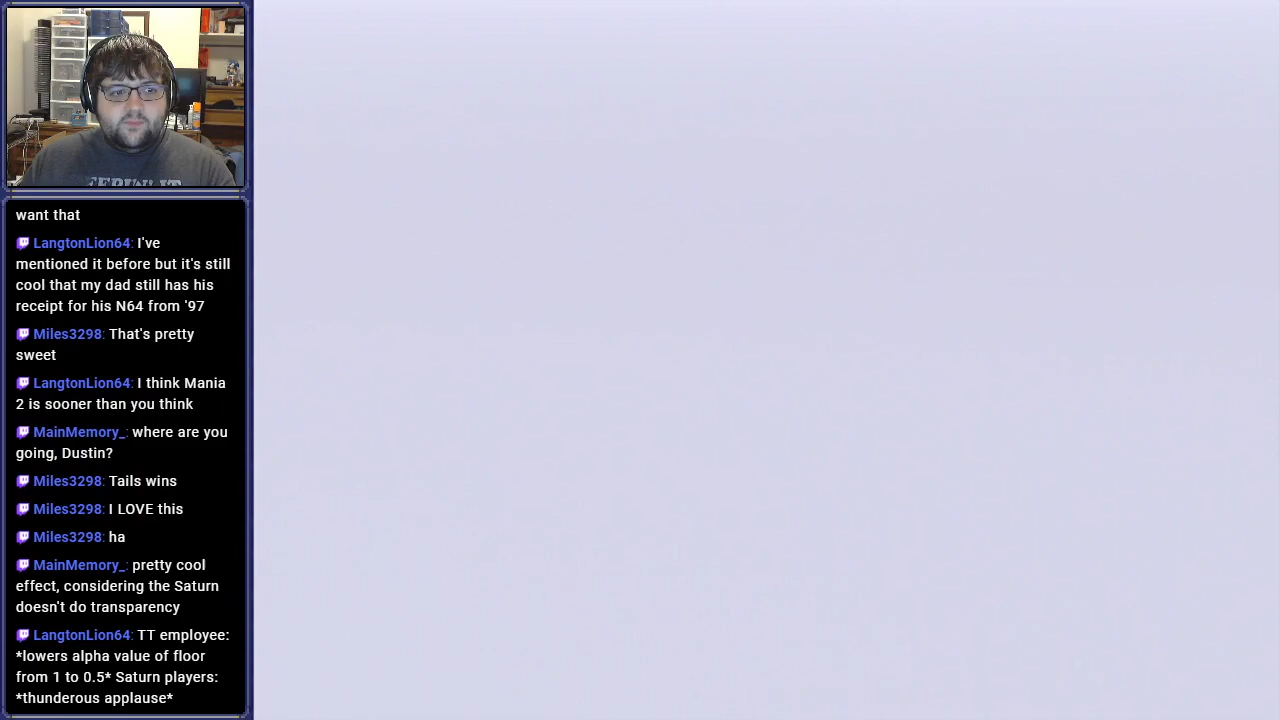 want that
LangtonLion64: I've
mentioned it before but it's still
cool that my dad still has his
receipt for his N64 from '97
Miles3298: That's pretty
sweet
LangtonLion64: I think Mania
2 is sooner than you think
MainMemory_: where are you
going, Dustin?
Miles3298: Tails wins
Miles3298: I LOVE this
Miles3298: ha
MainMemory_: pretty cool
effect, considering the Saturn
doesn't do transparency
LangtonLion64: TT employee:
*lowers alpha value of floor
from 1 to 0.5* Saturn players:
*thunderous applause*